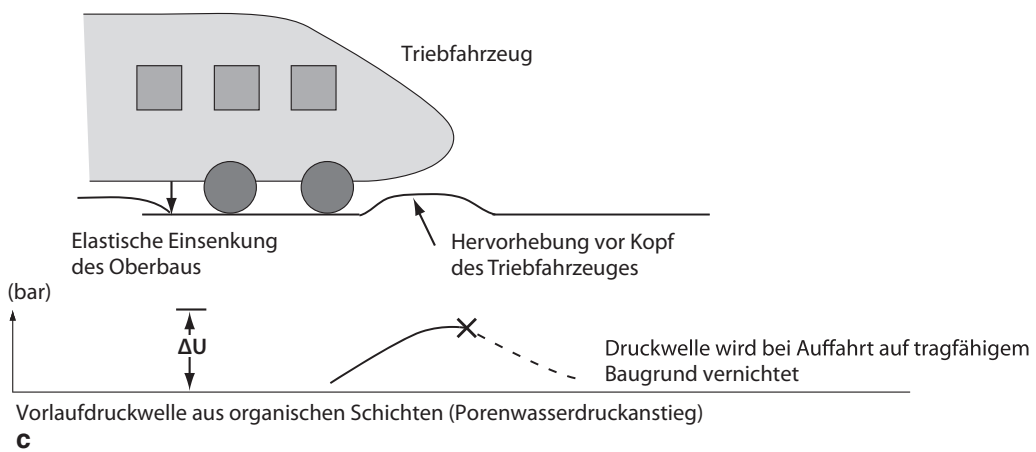 Triebfahrzeug
Elastische Einsenkung
des Oberbaus
Hervorhebung vor Kopf
des Triebfahrzeuges
(bar)
ΔU
Druckwelle wird bei Auffahrt auf tragfähigem
Baugrund vernichtet
Vorlaufdruckwelle aus organischen Schichten (Porenwasserdruckanstieg)
c